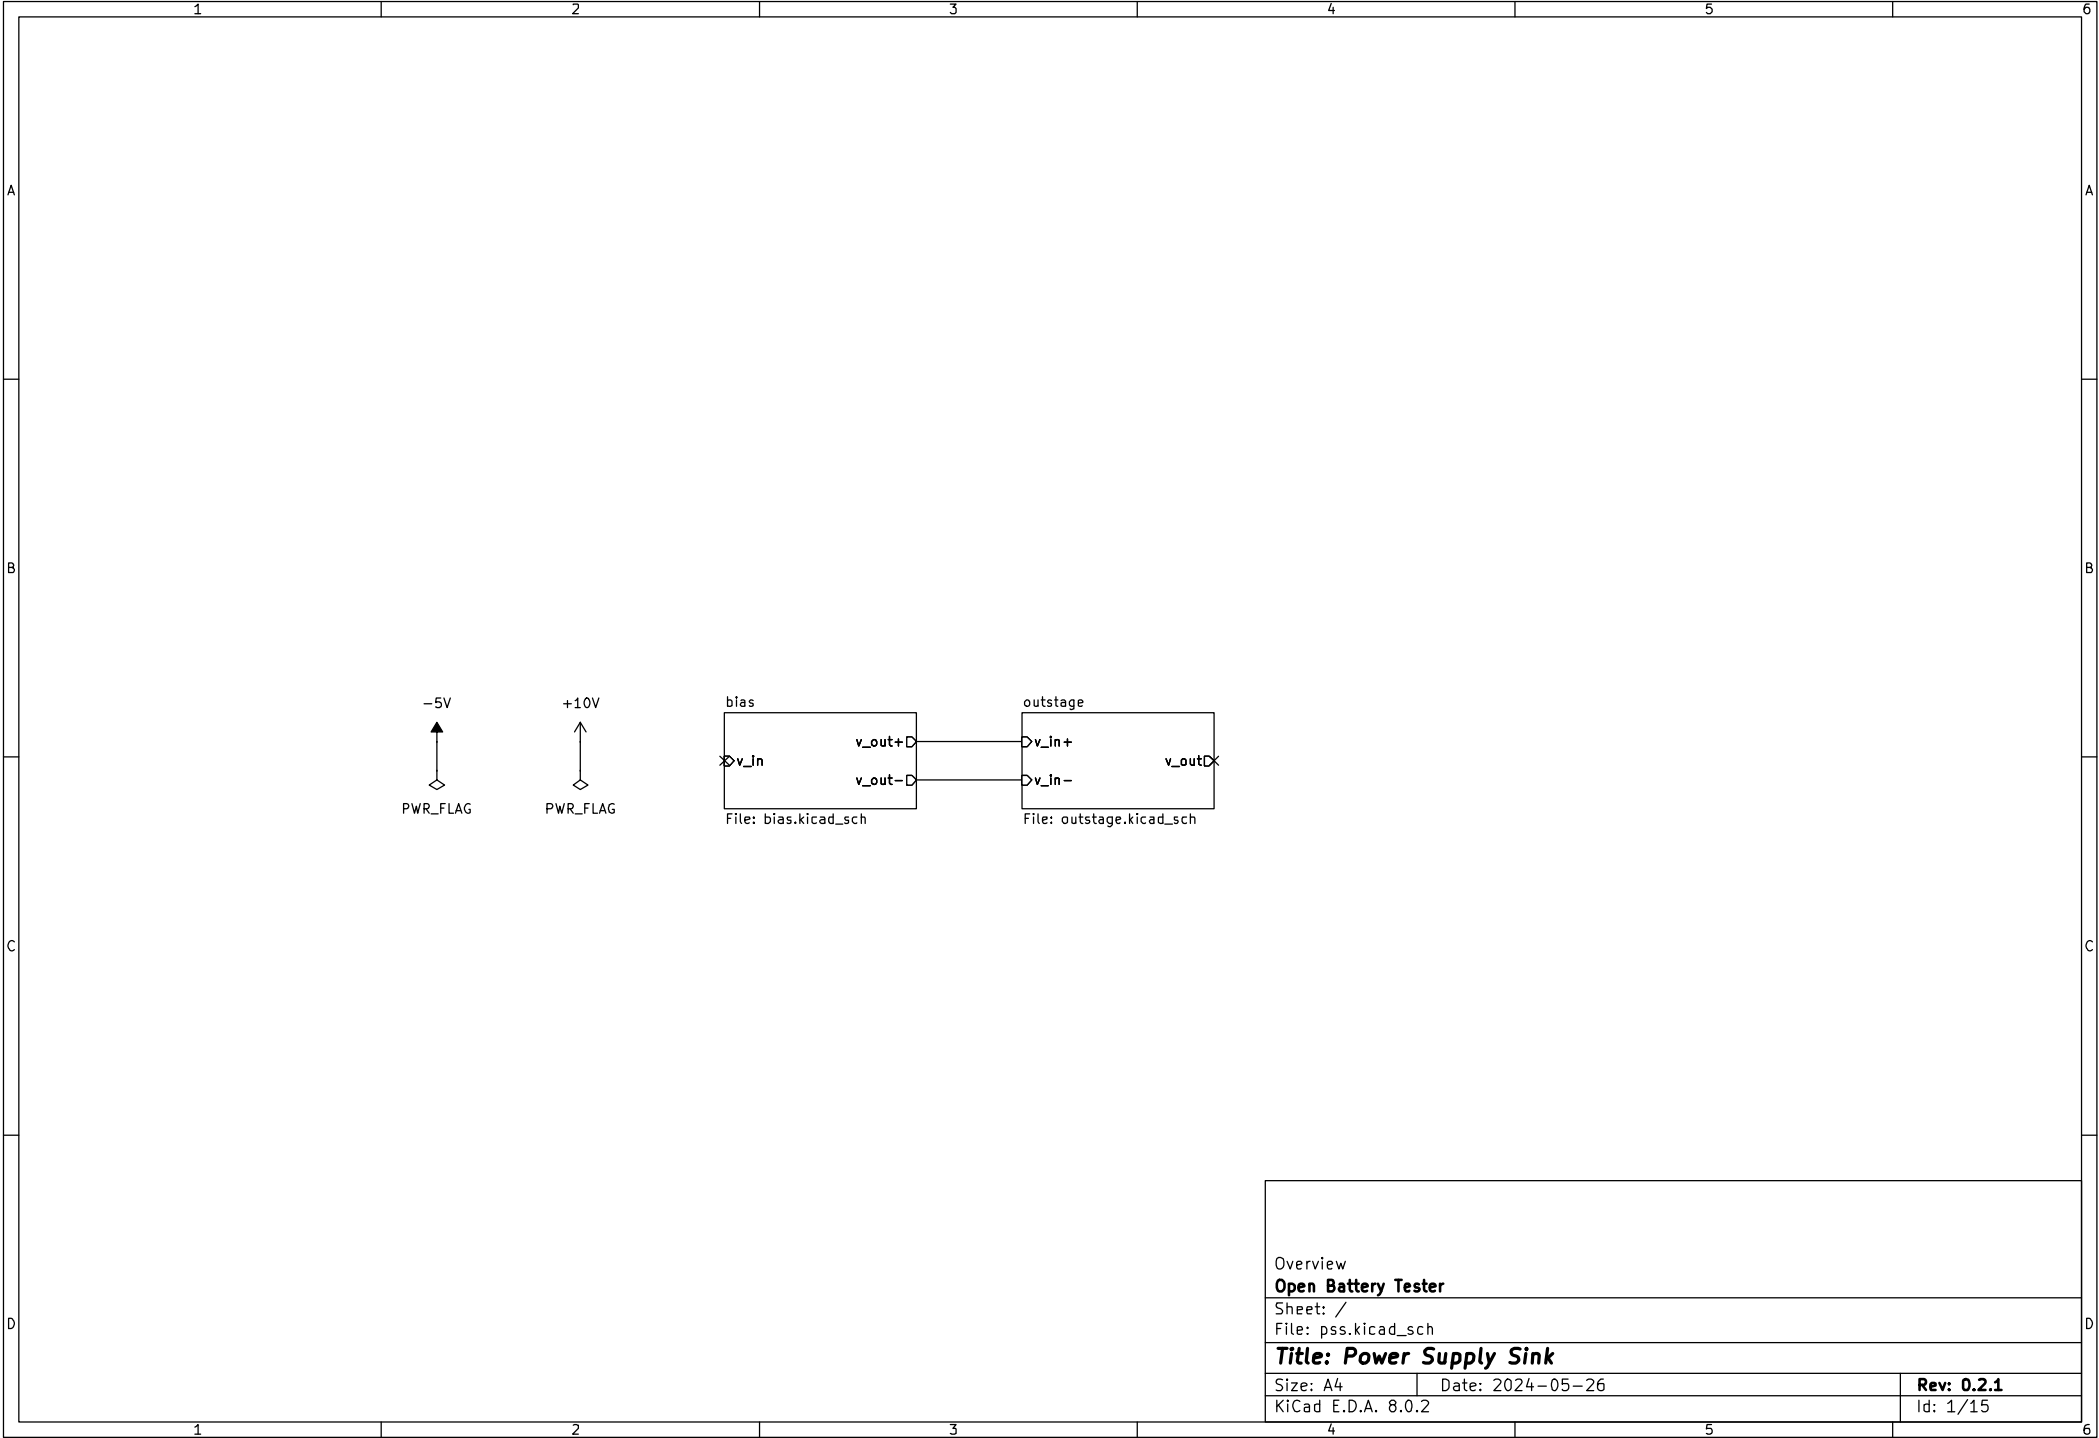 1 2 3 4 5 6
A A
B B
-5V +10V bias outstage
v_out+ v_in+
v_in v_out
v_out- v_in-
PWR_FLAG PWR_FLAG
File: bias.kicad_sch File: outstage.kicad_sch
C C
Overview
Open Battery Tester
Sheet: /
File: pss.kicad_sch
D D
Title: Power Supply Sink
Size: A4 Date: 2024-05-26 Rev: 0.2.1
KiCad E.D.A. 8.0.2 Id: 1/15
1 2 3 4 5 6